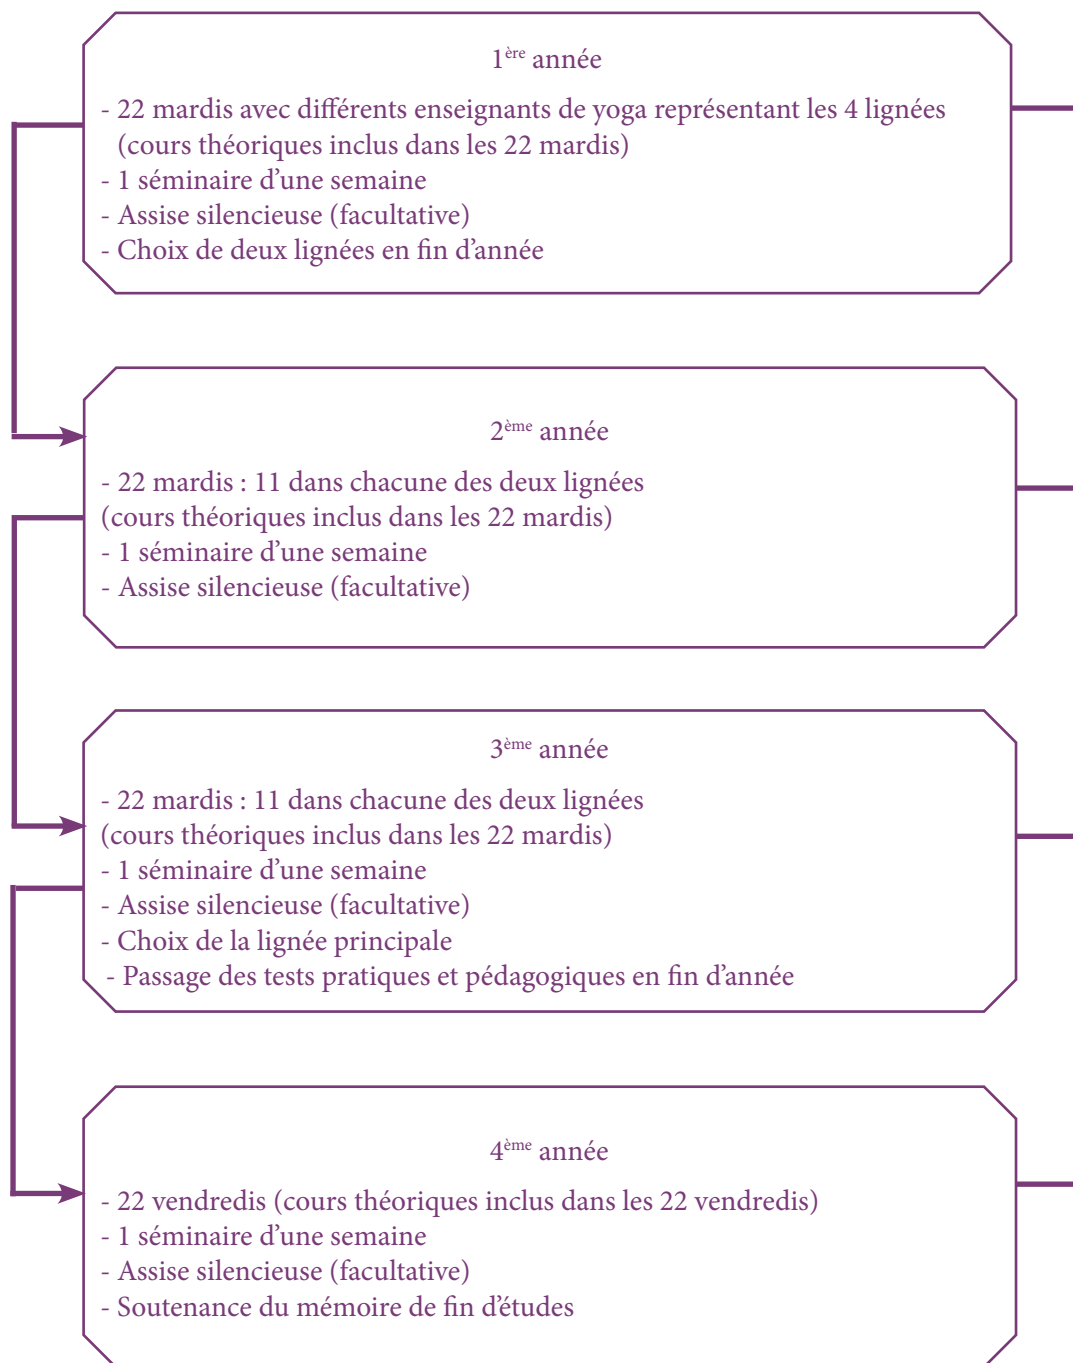 1ère année
- 22 mardis avec différents enseignants de yoga représentant les 4 lignées
(cours théoriques inclus dans les 22 mardis)
- 1 séminaire d'une semaine
- Assise silencieuse (facultative)
- Choix de deux lignées en fin d'année
2ème année
- 22 mardis : 11 dans chacune des deux lignées
(cours théoriques inclus dans les 22 mardis)
- 1 séminaire d'une semaine
- Assise silencieuse (facultative)
3ème année
- 22 mardis : 11 dans chacune des deux lignées
(cours théoriques inclus dans les 22 mardis)
- 1 séminaire d'une semaine
- Assise silencieuse (facultative)
- Choix de la lignée principale
- Passage des tests pratiques et pédagogiques en fin d'année
4ème année
- 22 vendredis (cours théoriques inclus dans les 22 vendredis)
- 1 séminaire d'une semaine
- Assise silencieuse (facultative)
- Soutenance du mémoire de fin d'études